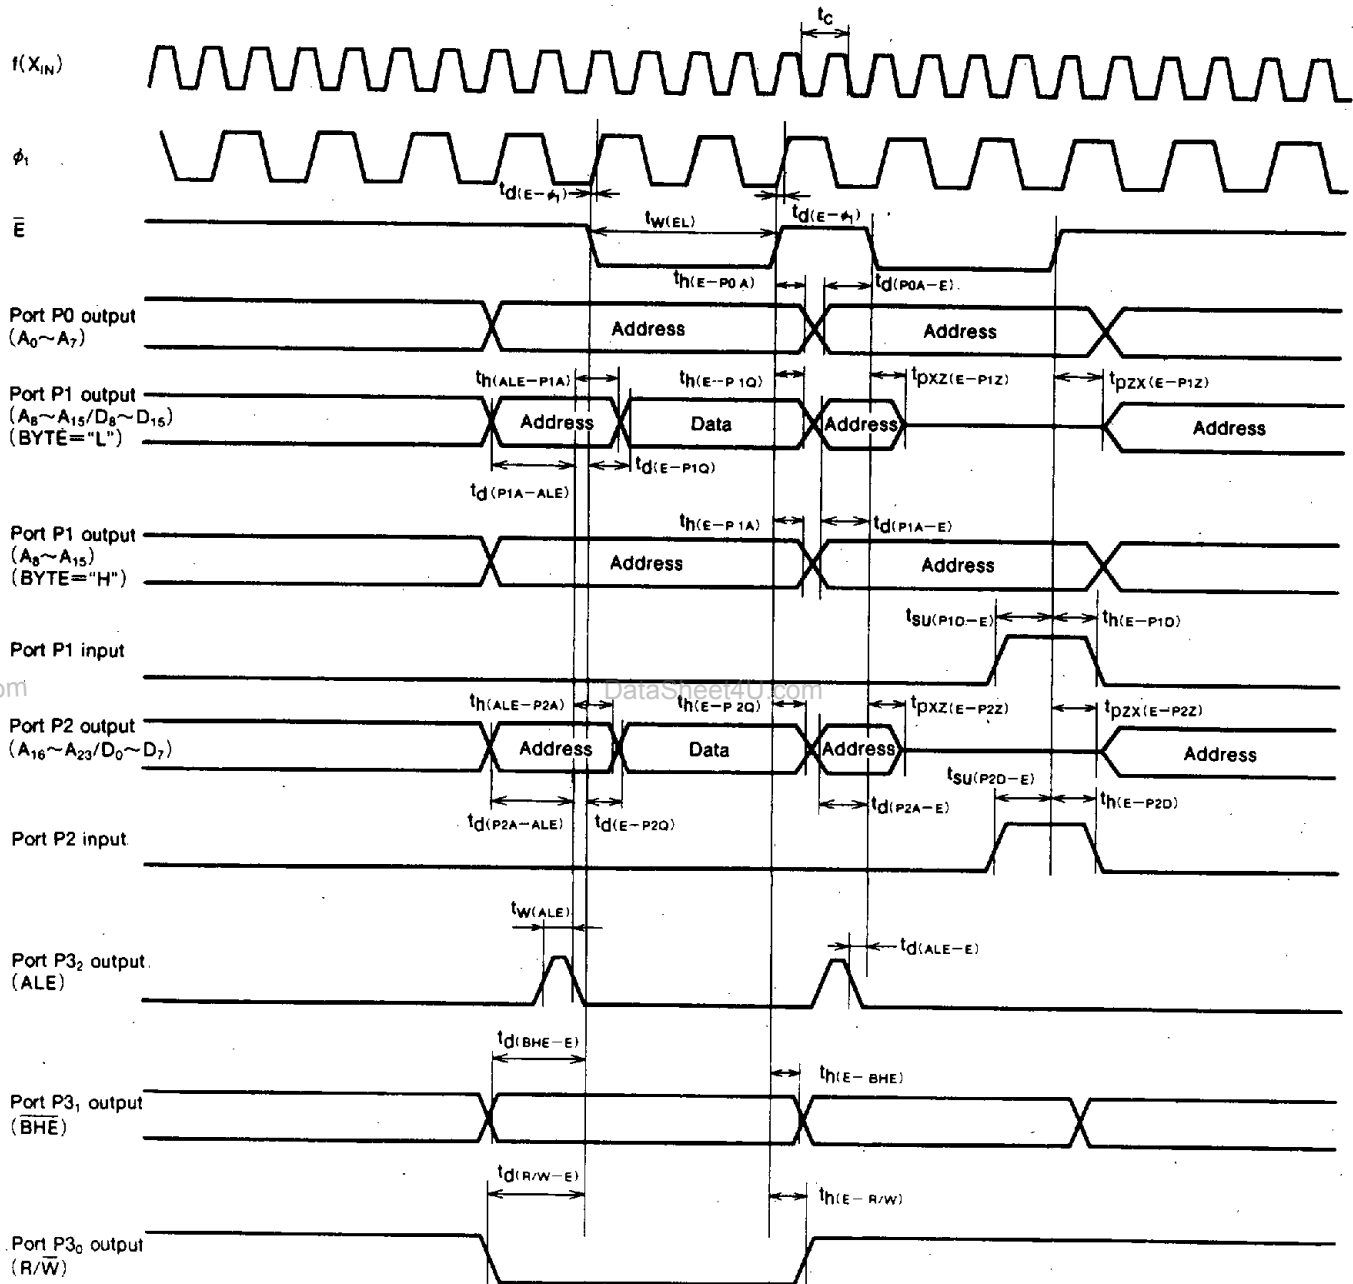 tC
f(XIN)
ϕ1
td(E−ϕ1)
E̅
tW(EL)
td(E−ϕ1)
th(E−P0A)
td(P0A−E)
Port P0 output
(A0~A7)
Address
Address
th(ALE−P1A)
th(E−P1Q)
tpxz(E−P1Z)
tpzx(E−P1Z)
Port P1 output
(A8~A15/D8~D15)
(BYTE="L")
Address
Data
Address
Address
td(P1A−ALE)
td(E−P1Q)
th(E−P1A)
td(P1A−E)
Port P1 output
(A8~A15)
(BYTE="H")
Address
Address
tSU(P1D−E)
th(E−P1D)
Port P1 input
om
DataSheet4U.com
th(ALE−P2A)
th(E−P2Q)
tpxz(E−P2Z)
tpzx(E−P2Z)
Port P2 output
(A16~A23/D0~D7)
Address
Data
Address
Address
tSU(P2D−E)
th(E−P2D)
td(P2A−ALE)
td(E−P2Q)
td(P2A−E)
Port P2 input
tW(ALE)
td(ALE−E)
Port P32 output
(ALE)
td(BHE−E)
th(E−BHE)
Port P31 output
(B̅H̅E̅)
td(R/W−E)
th(E−R/W)
Port P30 output
(R/W̅)